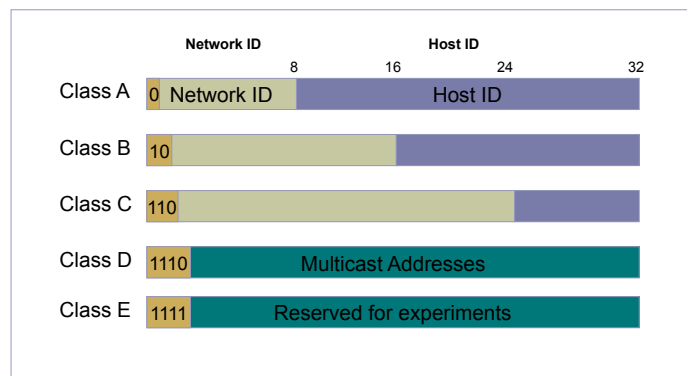 Network ID Host ID
8 16 24 32
Class A 0 Network ID Host ID
Class B 10
Class C 110
Class D 1110 Multicast Addresses
Class E 1111 Reserved for experiments